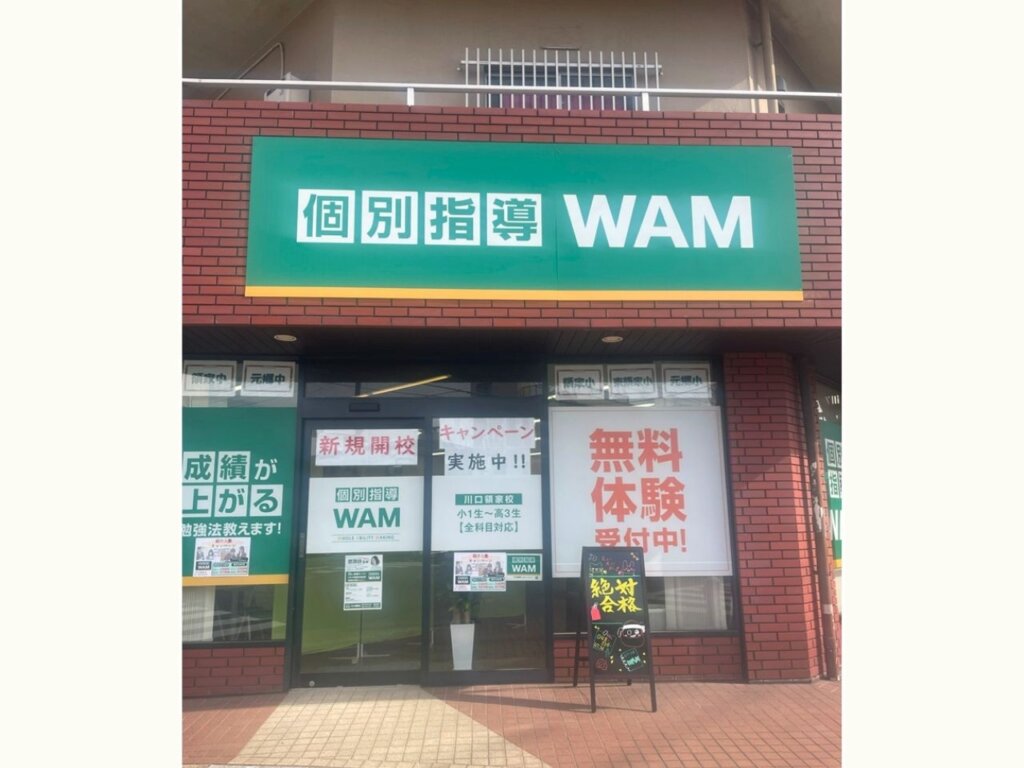 個別指導 WAM
領家中
元郷中
領家小
東領家小
元郷小
成績が
上がる
勉強法教えます!
新規開校
個別指導
WAM
キャンペーン
実施中!!
川口領家校
小1生～高3生
【全科目対応】
WAM
無料
体験
受付中!
絶対
合格